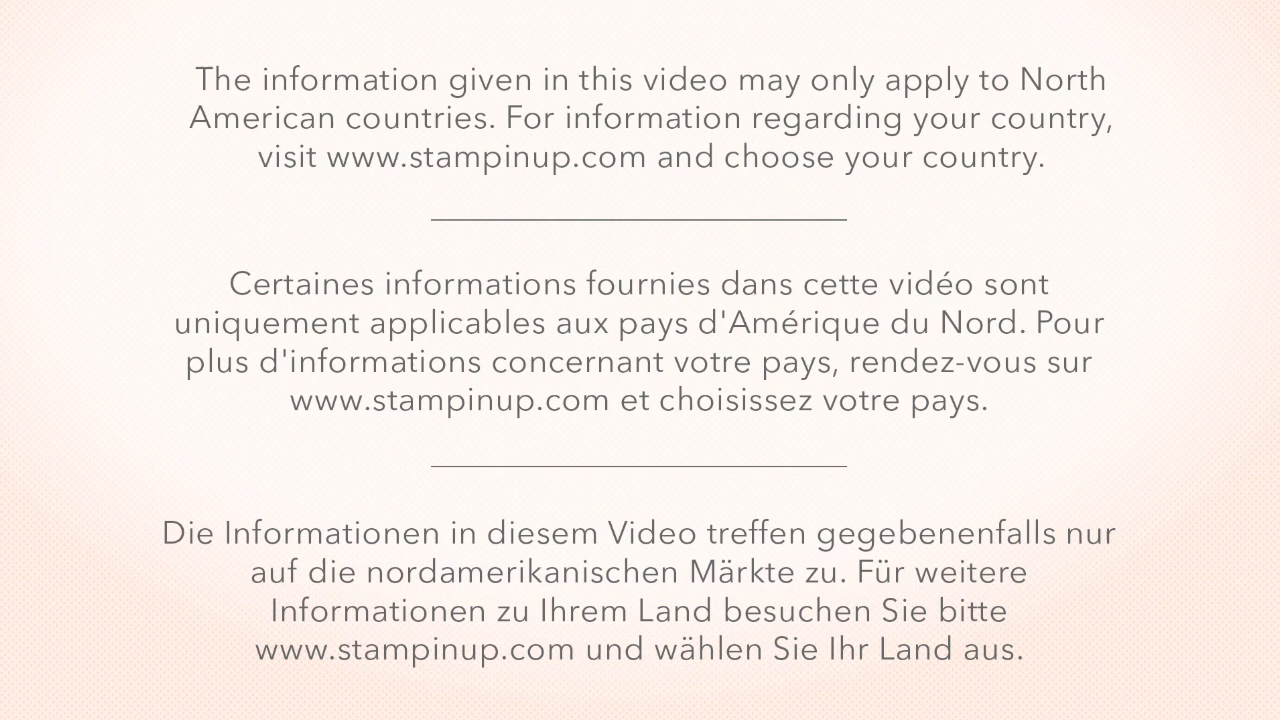 The information given in this video may only apply to North
American countries. For information regarding your country,
visit www.stampinup.com and choose your country.
Certaines informations fournies dans cette vidéo sont
uniquement applicables aux pays d'Amérique du Nord. Pour
plus d'informations concernant votre pays, rendez-vous sur
www.stampinup.com et choisissez votre pays.
Die Informationen in diesem Video treffen gegebenenfalls nur
auf die nordamerikanischen Märkte zu. Für weitere
Informationen zu Ihrem Land besuchen Sie bitte
www.stampinup.com und wählen Sie Ihr Land aus.